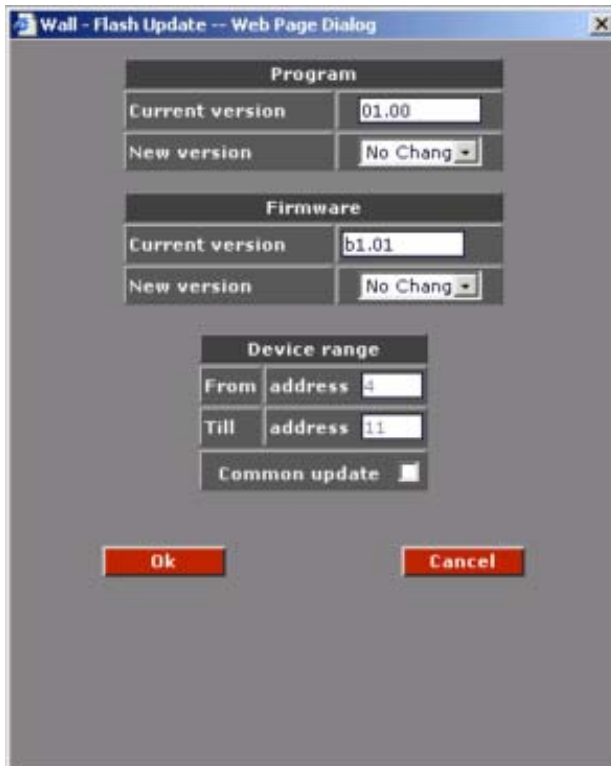 Wall - Flash Update -- Web Page Dialog
Program
Current version 01.00
New version No Chang
Firmware
Current version b1.01
New version No Chang
Device range
From address 4
Till address 11
Common update
Ok Cancel